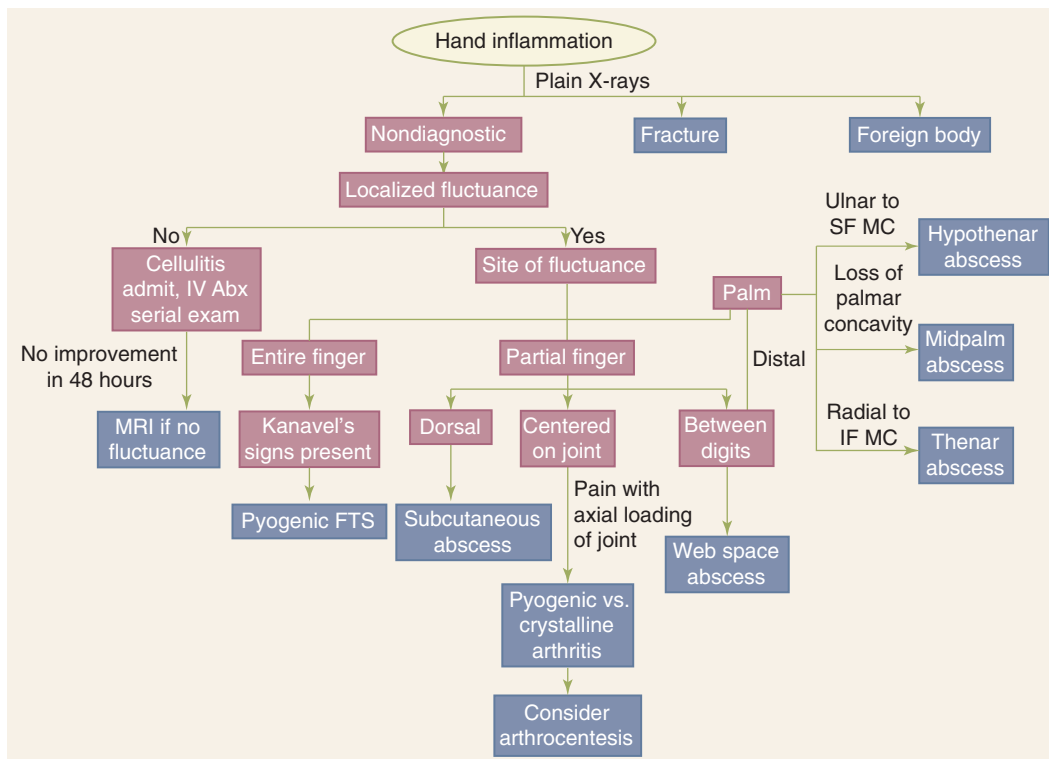 Hand inflammation
Plain X-rays
Nondiagnostic
Fracture
Foreign body
Localized fluctuance
No
Yes
Cellulitis
admit, IV Abx
serial exam
Site of fluctuance
Palm
Ulnar to
SF MC
Hypothenar
abscess
Loss of
palmar
concavity
Midpalm
abscess
Radial to
IF MC
Thenar
abscess
No improvement
in 48 hours
MRI if no
fluctuance
Entire finger
Partial finger
Distal
Kanavel's
signs present
Dorsal
Centered
on joint
Between
digits
Pyogenic FTS
Subcutaneous
abscess
Pain with
axial loading
of joint
Web space
abscess
Pyogenic vs.
crystalline
arthritis
Consider
arthrocentesis